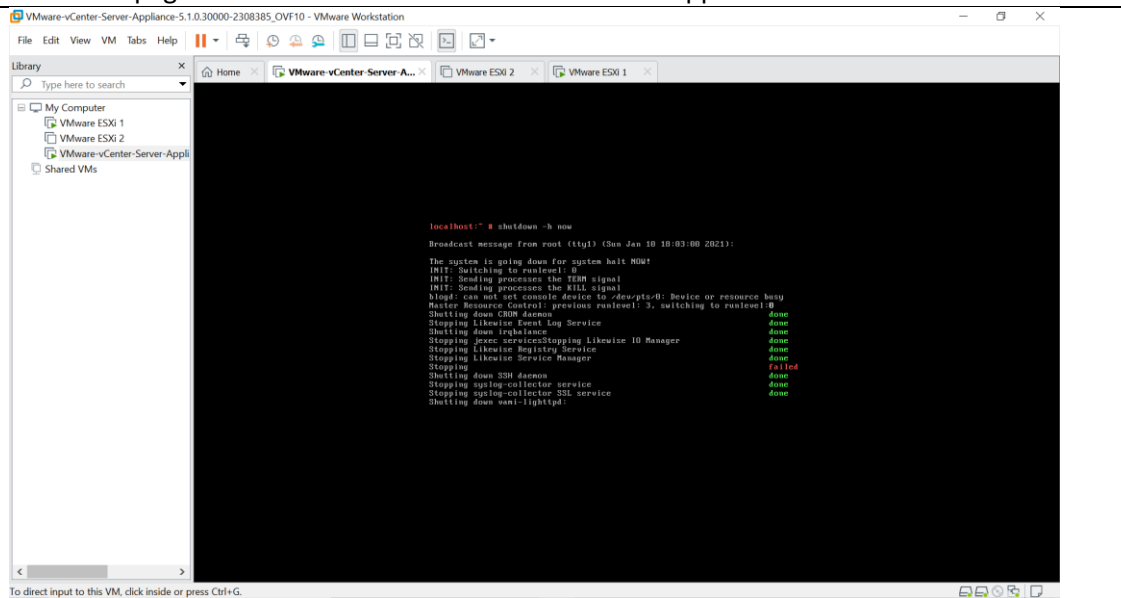 VMware-vCenter-Server-Appliance-5.1.0.30000-2308385_OVF10 - VMware Workstation
File Edit View VM Tabs Help
Library
Home
VMware-vCenter-Server-A...
VMware ESXi 2
VMware ESXi 1
Type here to search
My Computer
VMware ESXi 1
VMware ESXi 2
VMware-vCenter-Server-Appli
Shared VMs
localhost:~ # shutdown -h now
Broadcast message from root (tty1) (Sun Jan 10 18:03:00 2021):
The system is going down for system halt NOW!
INIT: Switching to runlevel: 0
INIT: Sending processes the TERM signal
INIT: Sending processes the KILL signal
blogd: can not set console device to /dev/pts/0: Device or resource busy
Master Resource Control: previous runlevel: 3, switching to runlevel:0
Shutting down CRON daemon done
Stopping Likewise Event Log Service done
Shutting down irqbalance done
Stopping jexec servicesStopping Likewise IO Manager done
Stopping Likewise Registry Service done
Stopping Likewise Service Manager done
Stopping failed
Shutting down SSH daemon done
Stopping syslog-collector service done
Stopping syslog-collector SSL service done
Shutting down vami-lighttpd:
To direct input to this VM, click inside or press Ctrl+G.